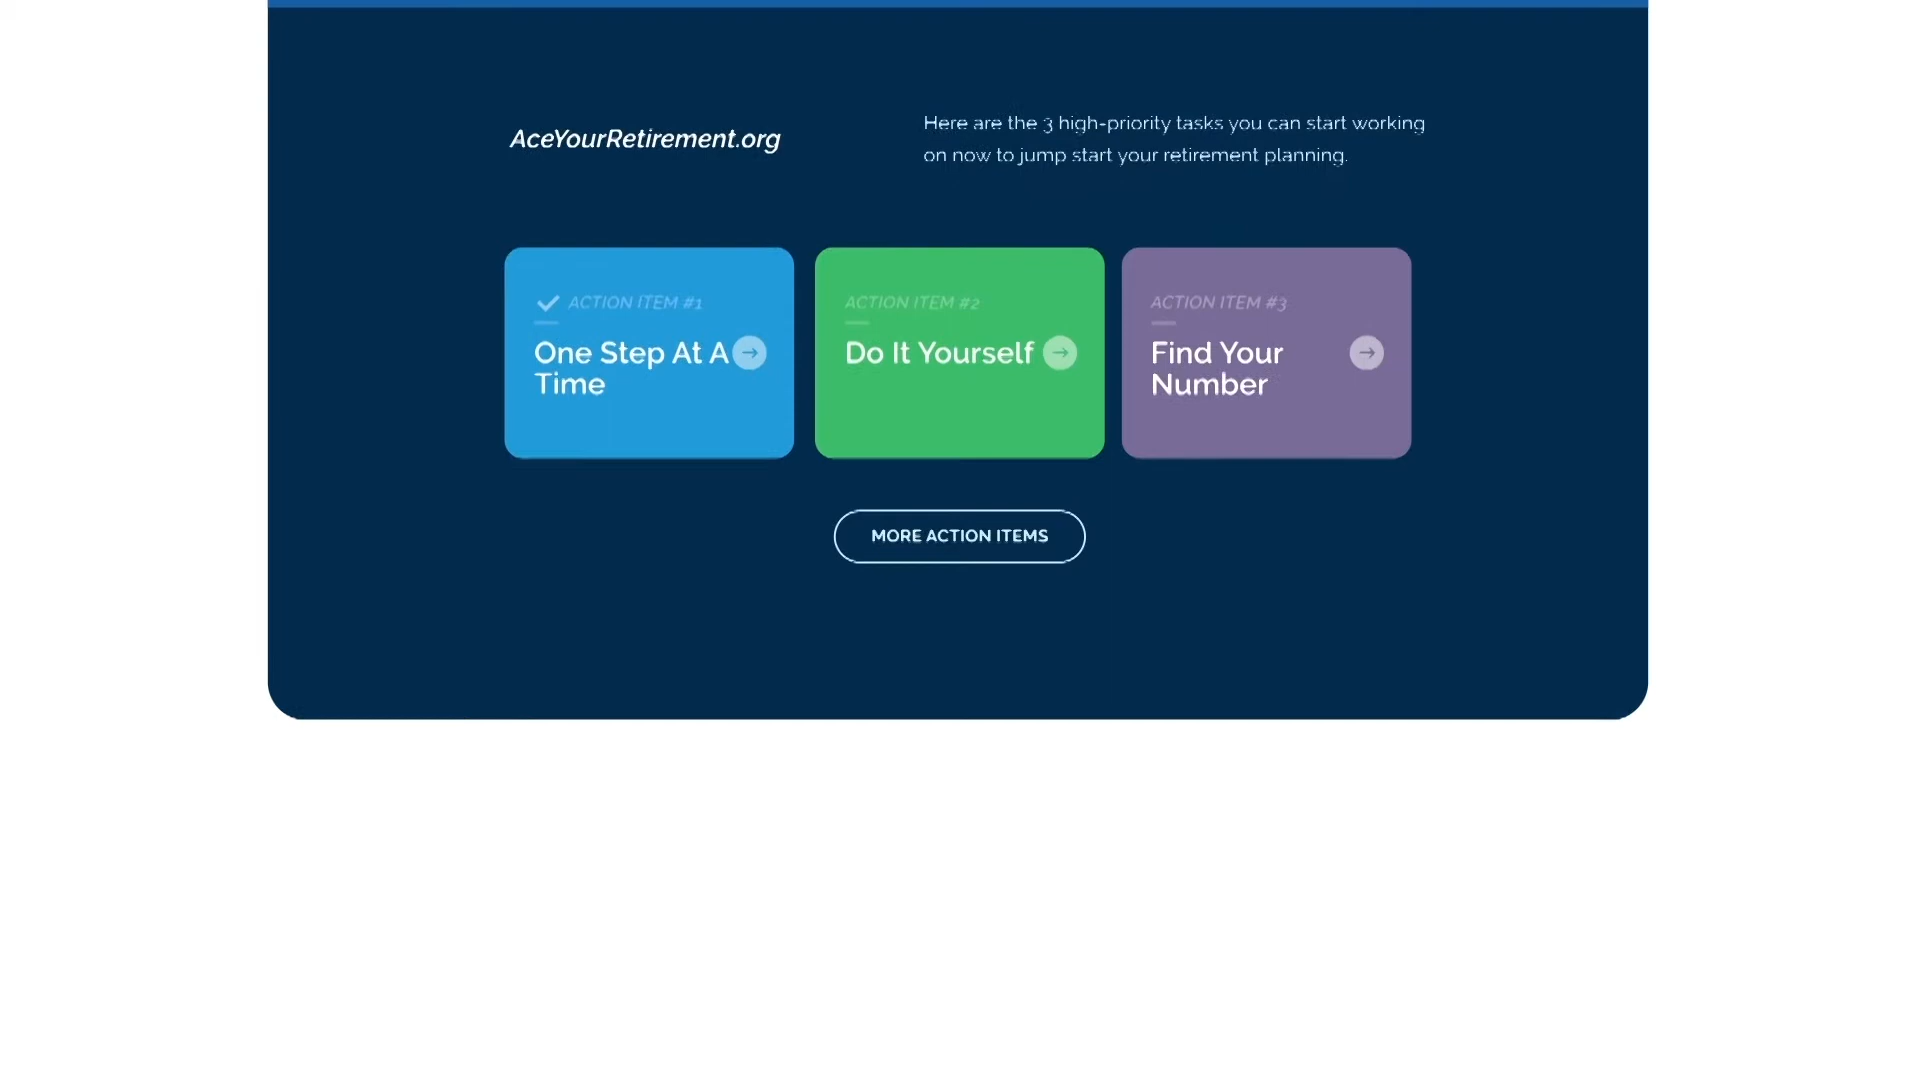 AceYourRetirement.org
Here are the 3 high-priority tasks you can start working
on now to jump start your retirement planning.
ACTION ITEM #1
One Step At A
Time
ACTION ITEM #2
Do It Yourself
ACTION ITEM #3
Find Your
Number
MORE ACTION ITEMS